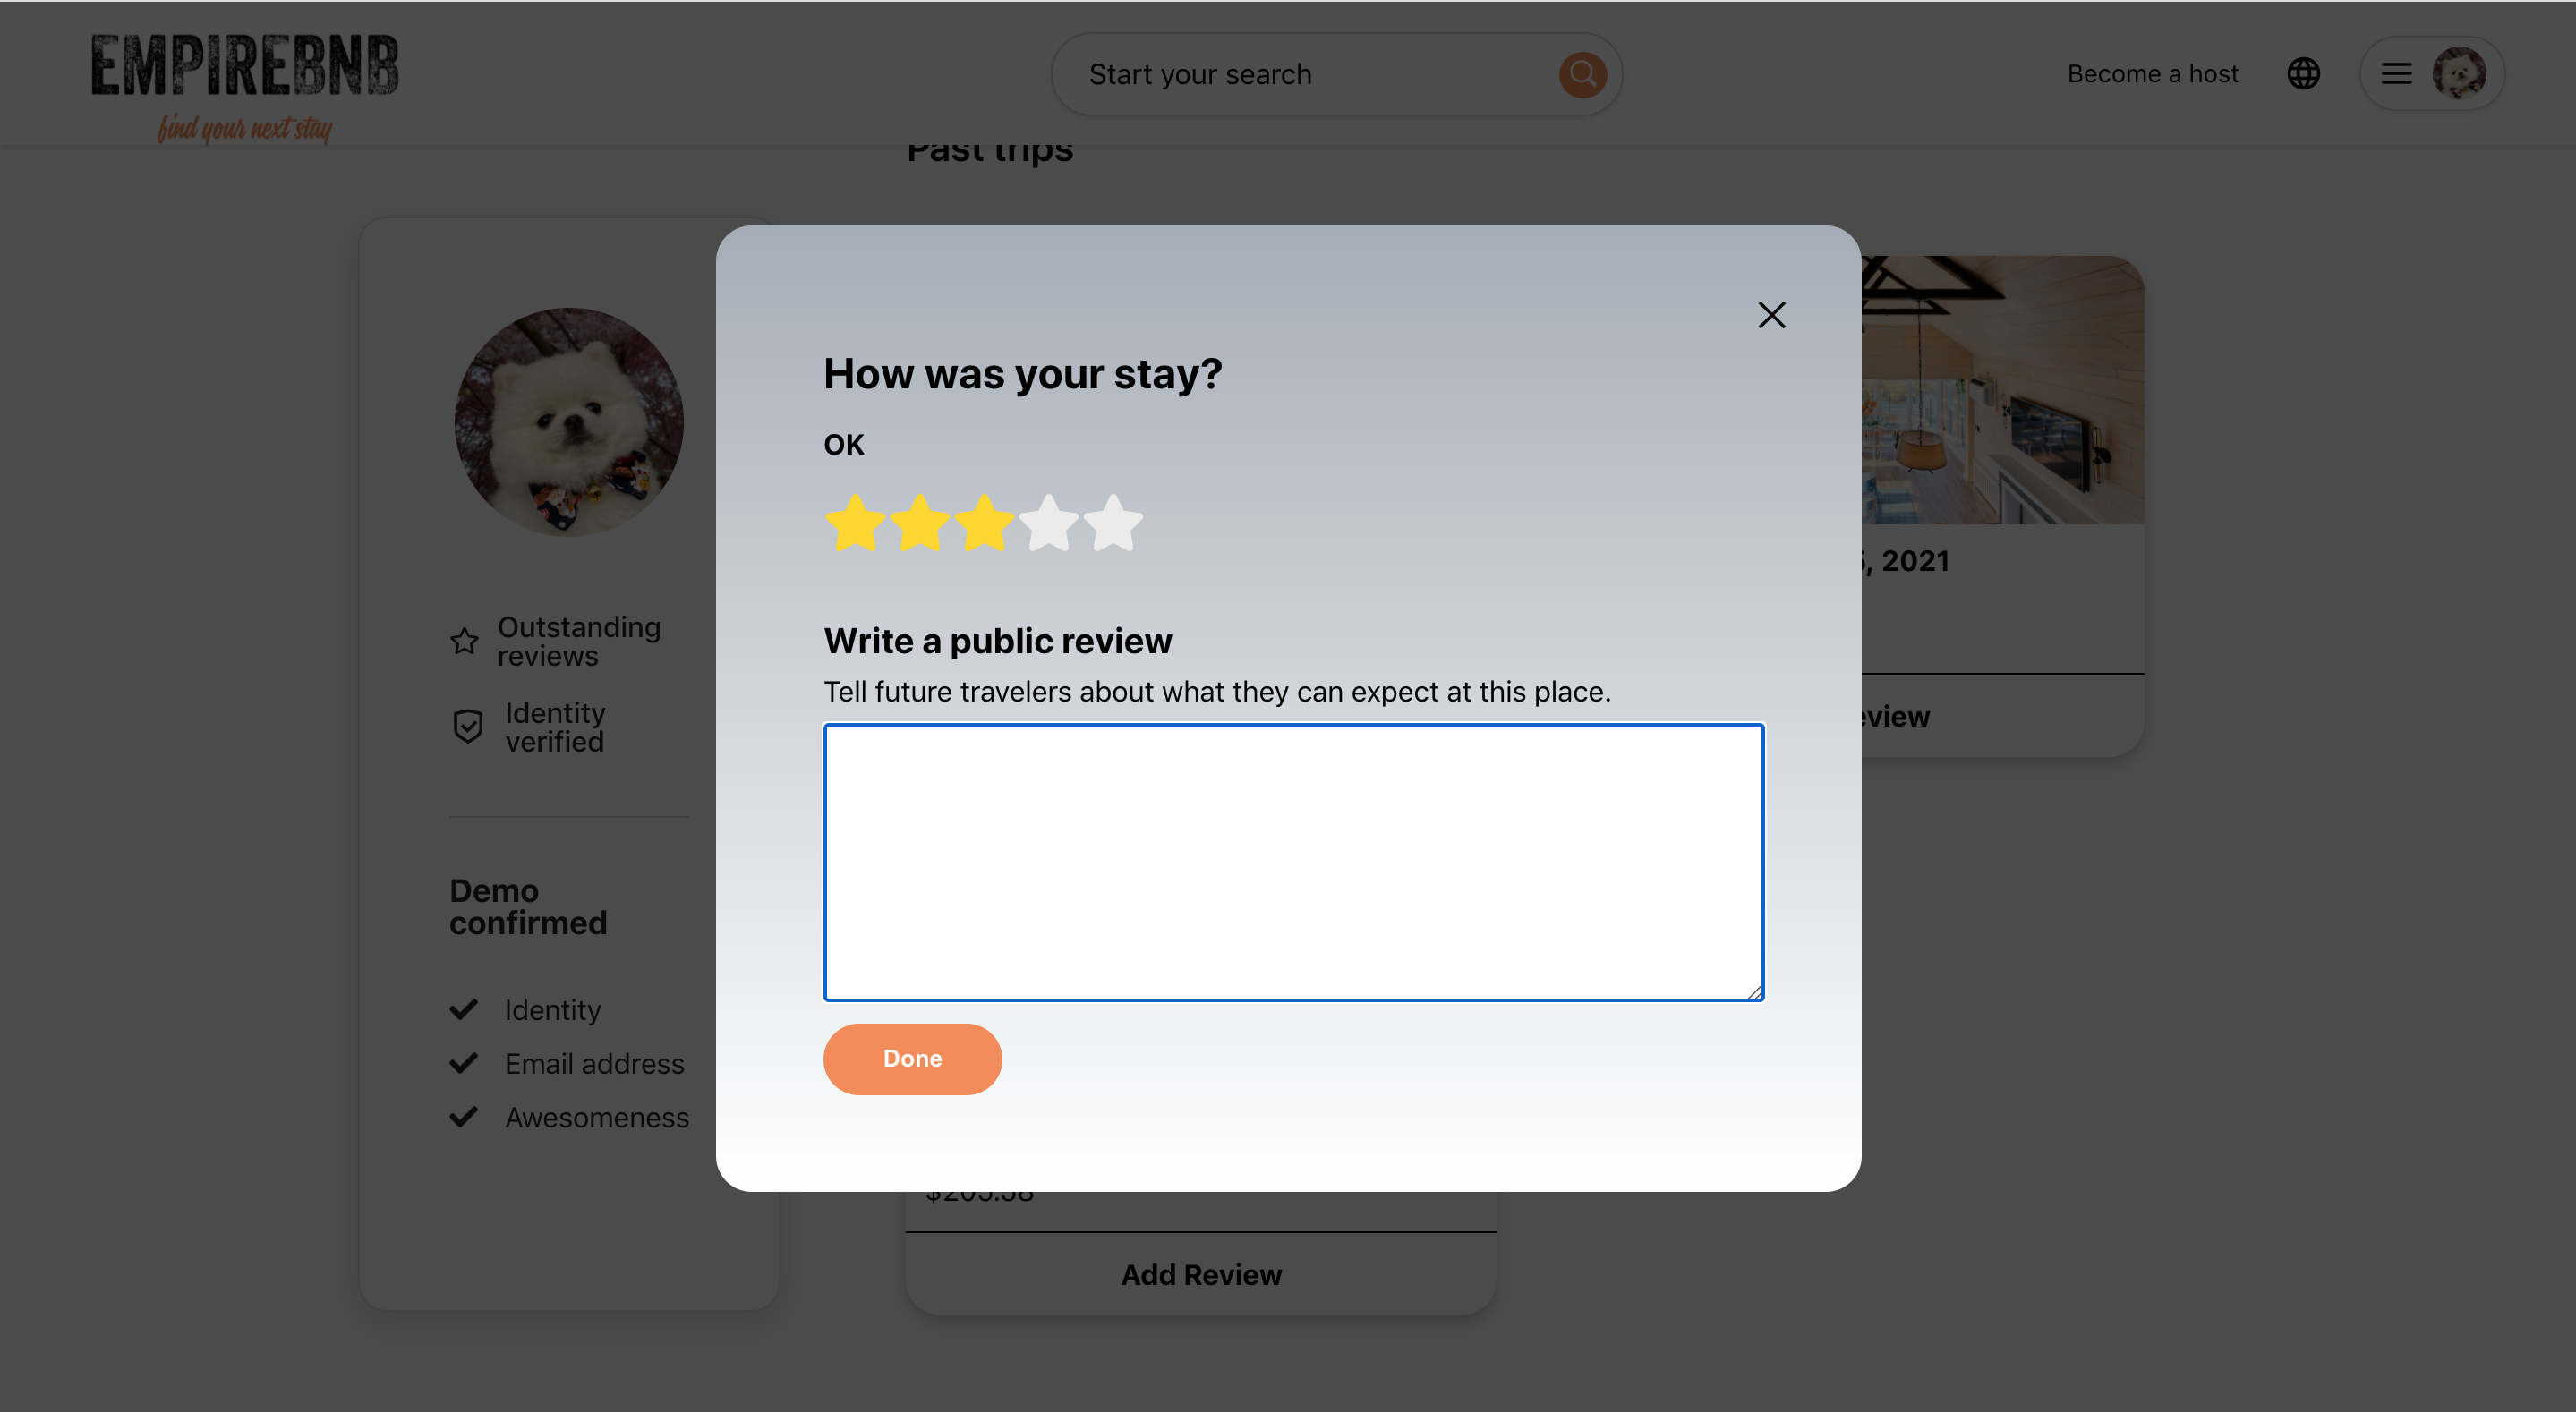 EMPIREBNB
find your next stay
Start your search
Become a host
Past trips
How was your stay?
OK
Write a public review
Tell future travelers about what they can expect at this place.
Done
Outstanding
reviews
Identity
verified
Demo
confirmed
Identity
Email address
Awesomeness
, 2021
eview
$205.58
Add Review